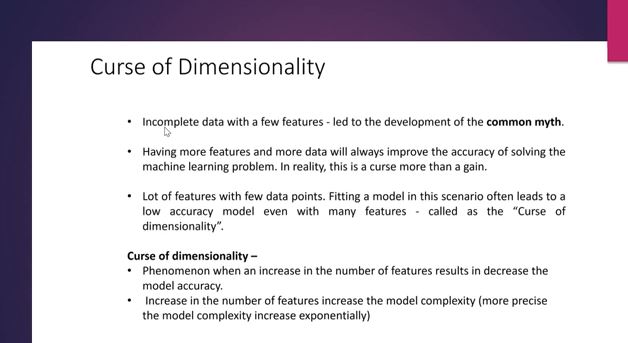 Curse of Dimensionality
• Incomplete data with a few features - led to the development of the common myth.
• Having more features and more data will always improve the accuracy of solving the
machine learning problem. In reality, this is a curse more than a gain.
• Lot of features with few data points. Fitting a model in this scenario often leads to a
low accuracy model even with many features - called as the “Curse of
dimensionality”.
Curse of dimensionality –
• Phenomenon when an increase in the number of features results in decrease the
model accuracy.
• Increase in the number of features increase the model complexity (more precise
the model complexity increase exponentially)